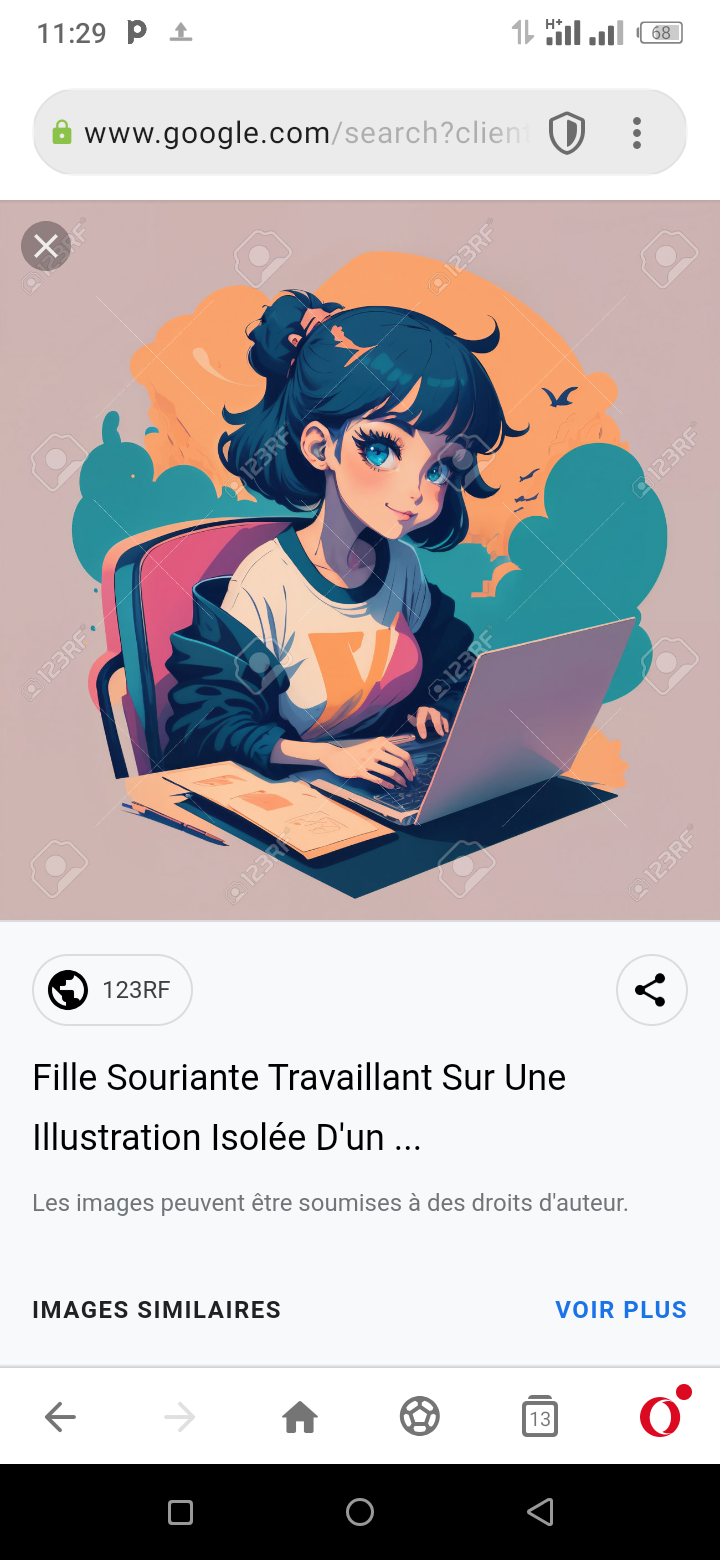 11:29
H+
68
www.google.com/search?client
123RF
123RF
123RF
123RF
123RF
123RF
123RF
123RF
123RF
Fille Souriante Travaillant Sur Une
Illustration Isolée D'un ...
Les images peuvent être soumises à des droits d'auteur.
IMAGES SIMILAIRES
VOIR PLUS
13